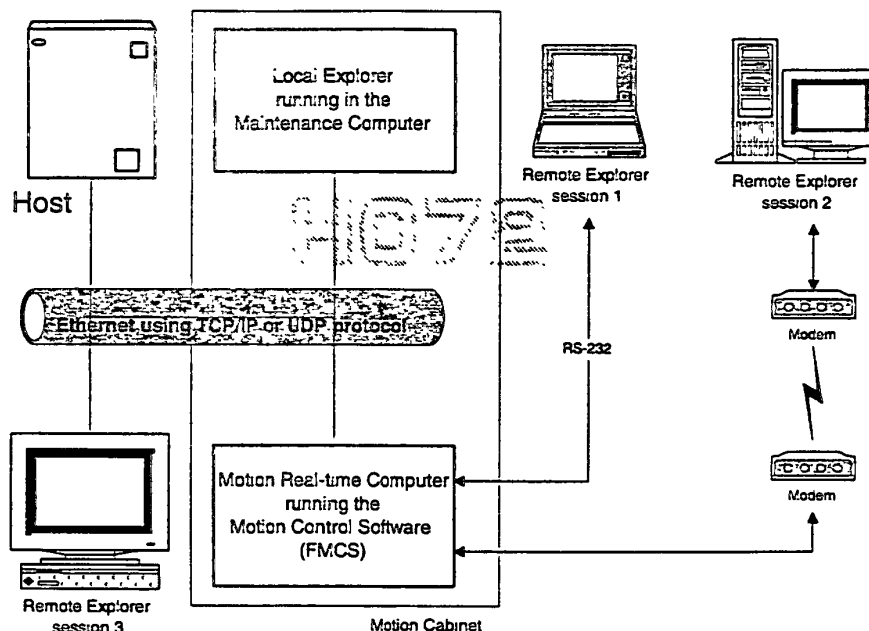 Local Explorer
running in the
Maintenance Computer
Host
Remote Explorer
session 1
Remote Explorer
session 2
Ethernet using TCP/IP or UDP protocol
RS-232
Modem
Modem
Motion Real-time Computer
running the
Motion Control Software
(FMCS)
Remote Explorer
session 3
Motion Cabinet